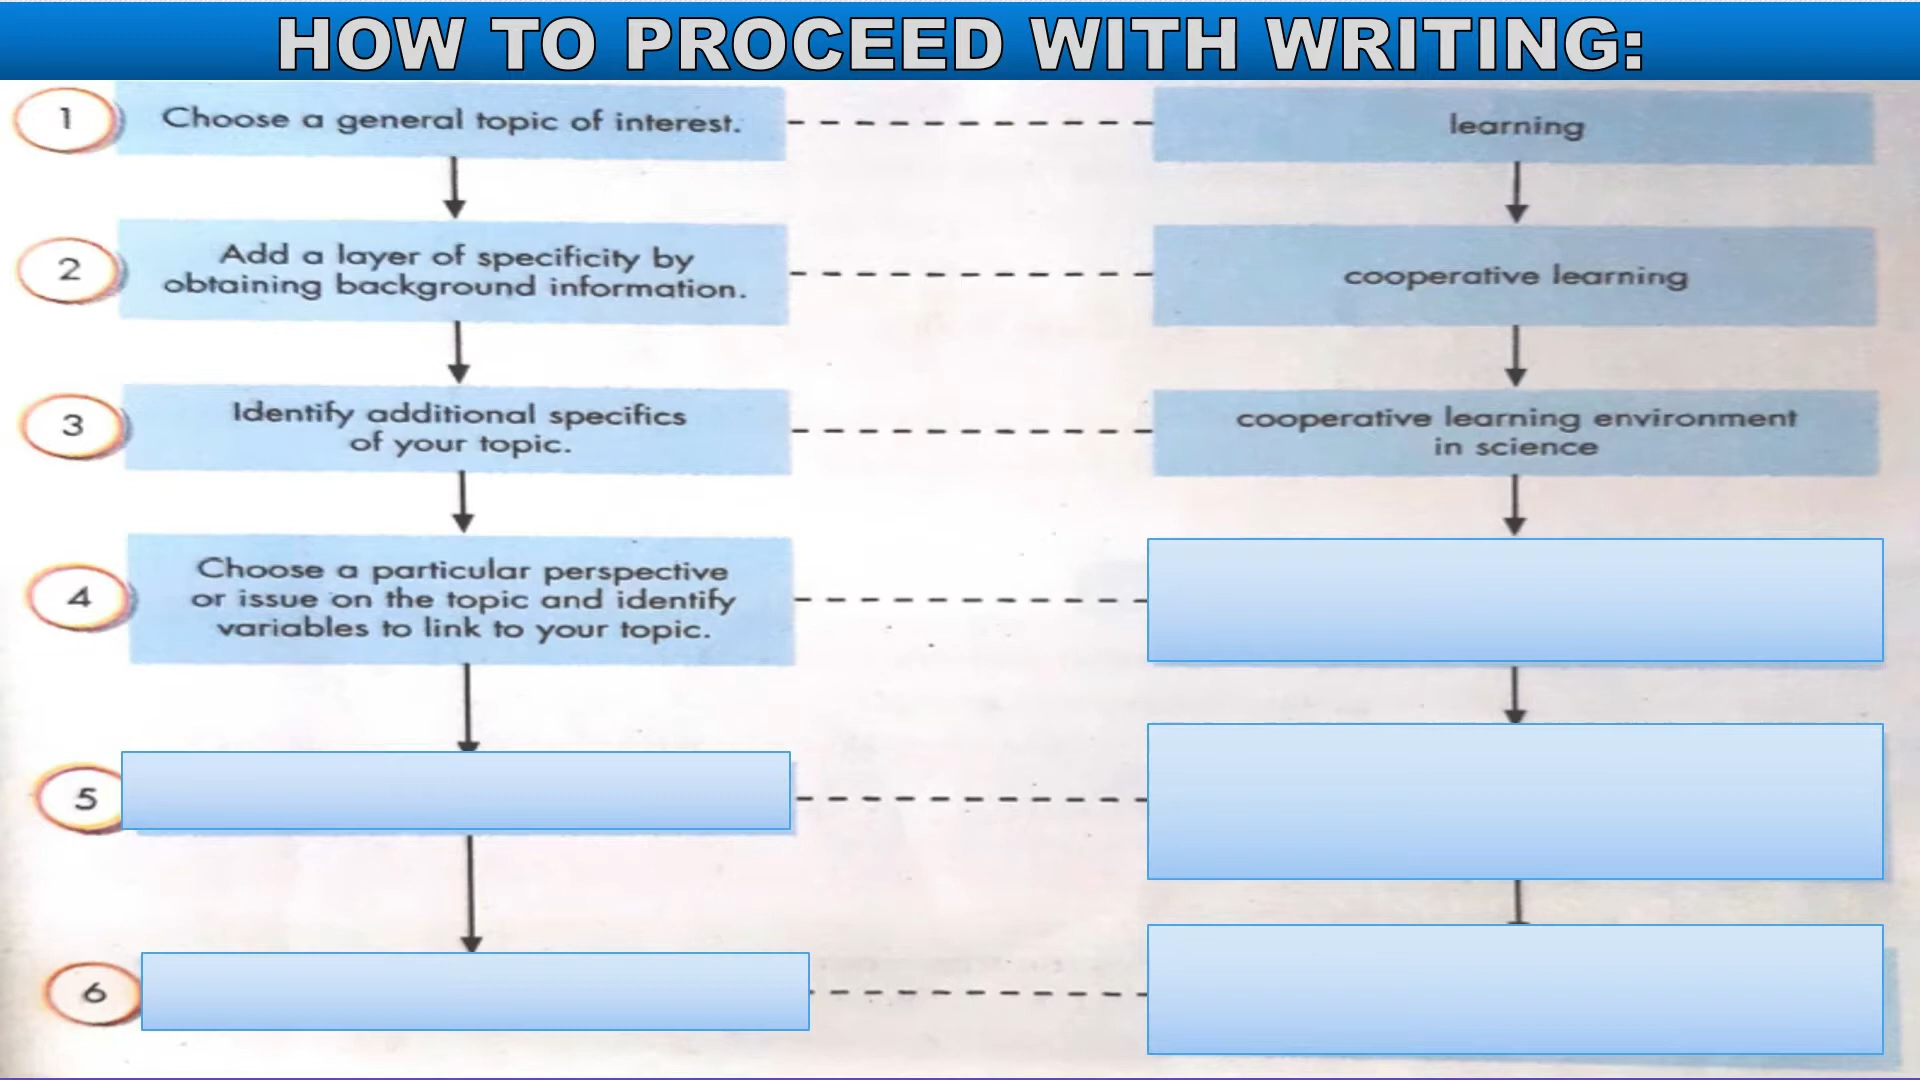 HOW TO PROCEED WITH WRITING:
1
Choose a general topic of interest.
learning
2
Add a layer of specificity by
obtaining background information.
cooperative learning
3
Identify additional specifics
of your topic.
cooperative learning environment
in science
4
Choose a particular perspective
or issue on the topic and identify
variables to link to your topic.
5
6